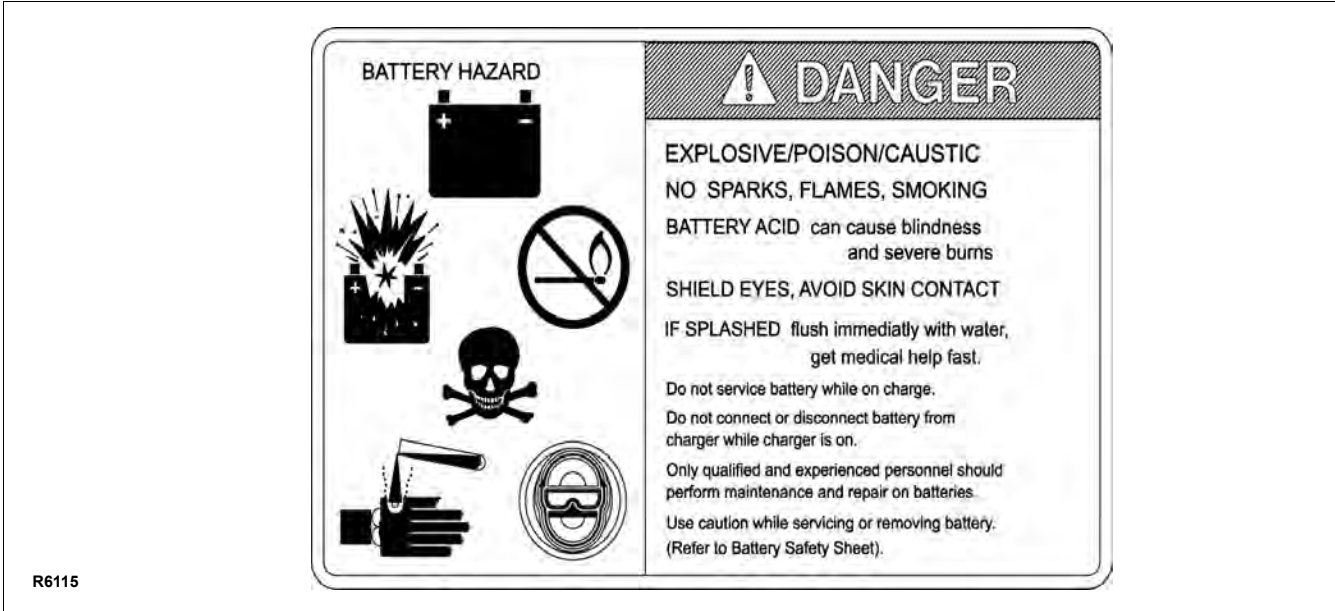 BATTERY HAZARD
+ -
+ -
DANGER
EXPLOSIVE/POISON/CAUSTIC
NO SPARKS, FLAMES, SMOKING
BATTERY ACID can cause blindness
and severe burns
SHIELD EYES, AVOID SKIN CONTACT
IF SPLASHED flush immediatly with water,
get medical help fast.
Do not service battery while on charge.
Do not connect or disconnect battery from
charger while charger is on.
Only qualified and experienced personnel should
perform maintenance and repair on batteries.
Use caution while servicing or removing battery.
(Refer to Battery Safety Sheet).
R6115